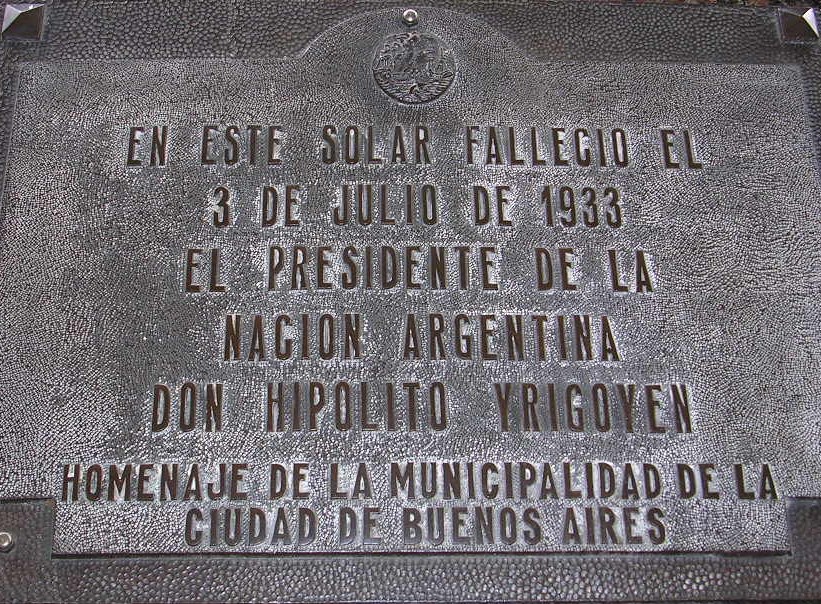 EN ESTE SOLAR FALLECIO EL
3 DE JULIO DE 1933
EL PRESIDENTE DE LA
NACION ARGENTINA
DON HIPOLITO YRIGOYEN
HOMENAJE DE LA MUNICIPALIDAD DE LA
CIUDAD DE BUENOS AIRES